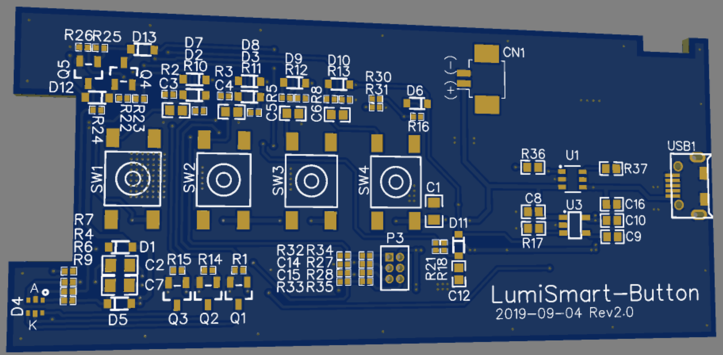 R26 R25 D13
D7
D2
R10
D8
D3
R11
D9
R12
D10
R13
R30
R31
(-)
CN1
(+)
Q5
Q4
D12
R2
C3
R3
C4
R5
R8
D6
R16
R24
R22
R23
SW1
SW2
SW3
SW4
C1
R36
U1
R37
USB1
C8
U3
C16
C10
R17
C9
R7
R4
R6
R9
D1
C2
C7
D5
R15
R14
R1
Q3
Q2
Q1
R32 R34
C14 R27
C15 R28
R33 R35
P3
D11
R21
R18
C12
D4
A
K
LumiSmart-Button
2019-09-04 Rev2.0